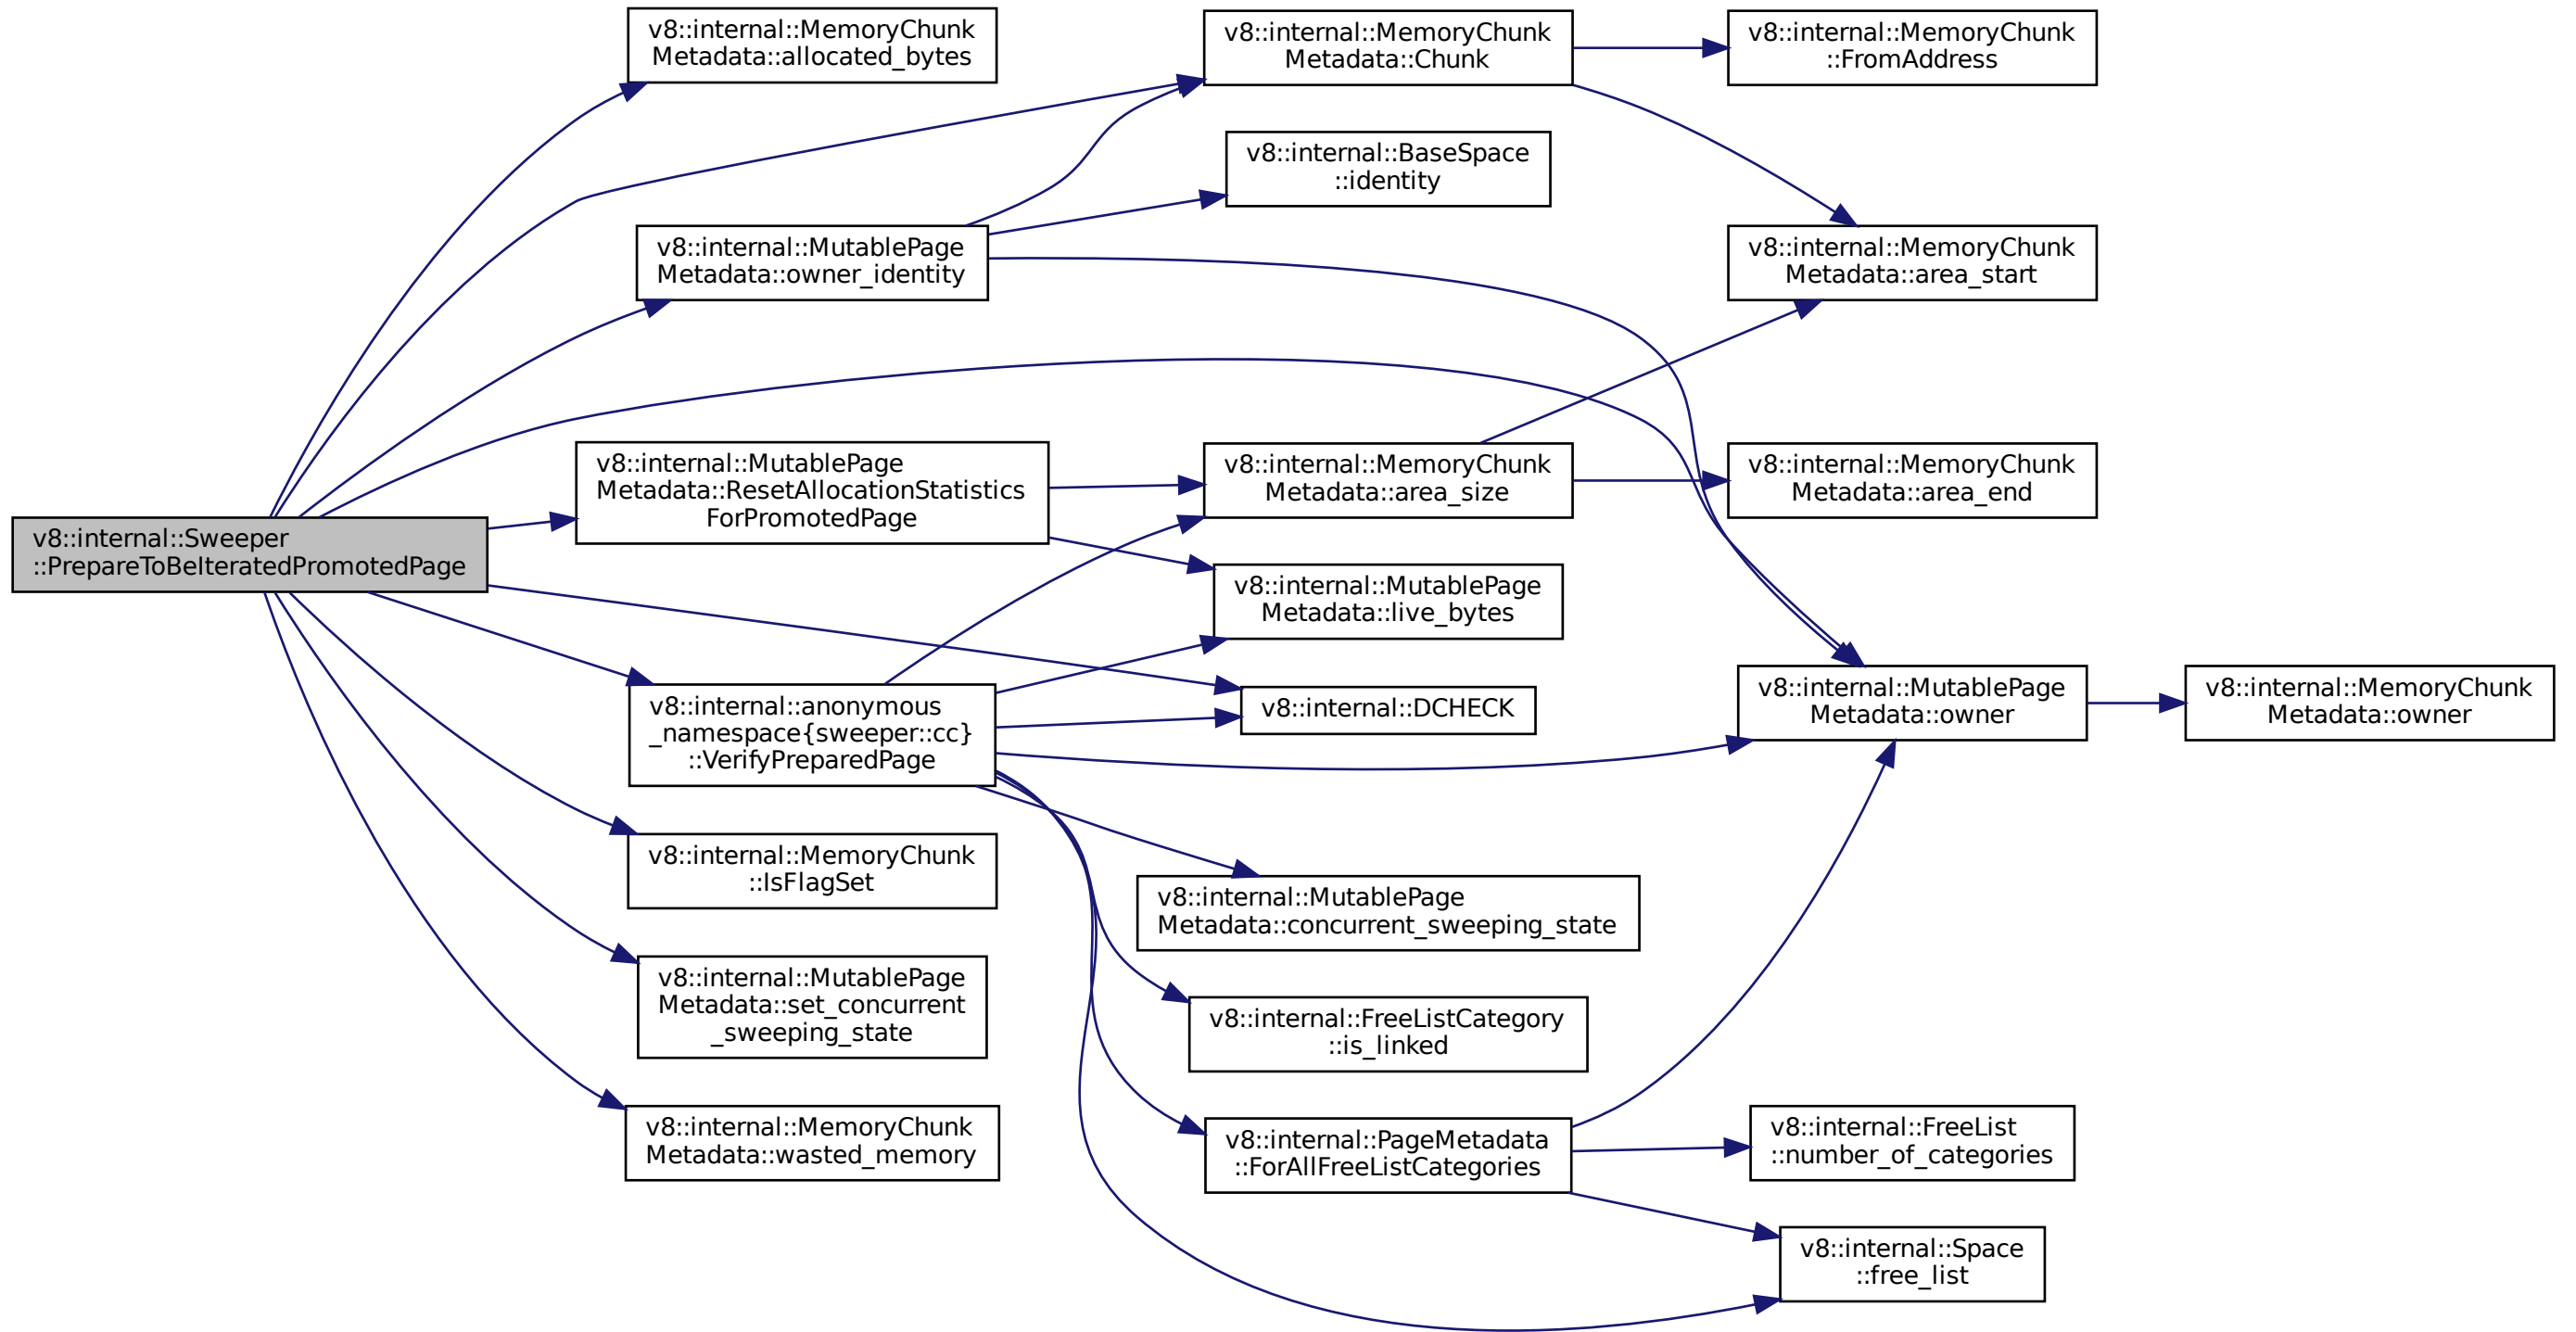 v8::internal::Sweeper
::PrepareToBeIteratedPromotedPage
v8::internal::MemoryChunk
Metadata::allocated_bytes
v8::internal::MutablePage
Metadata::owner_identity
v8::internal::MutablePage
Metadata::ResetAllocationStatistics
ForPromotedPage
v8::internal::anonymous
_namespace{sweeper::cc}
::VerifyPreparedPage
v8::internal::MemoryChunk
::IsFlagSet
v8::internal::MutablePage
Metadata::set_concurrent
_sweeping_state
v8::internal::MemoryChunk
Metadata::wasted_memory
v8::internal::MemoryChunk
Metadata::Chunk
v8::internal::BaseSpace
::identity
v8::internal::MemoryChunk
Metadata::area_size
v8::internal::MutablePage
Metadata::live_bytes
v8::internal::DCHECK
v8::internal::MutablePage
Metadata::concurrent_sweeping_state
v8::internal::FreeListCategory
::is_linked
v8::internal::PageMetadata
::ForAllFreeListCategories
v8::internal::MemoryChunk
::FromAddress
v8::internal::MemoryChunk
Metadata::area_start
v8::internal::MemoryChunk
Metadata::area_end
v8::internal::MutablePage
Metadata::owner
v8::internal::FreeList
::number_of_categories
v8::internal::Space
::free_list
v8::internal::MemoryChunk
Metadata::owner